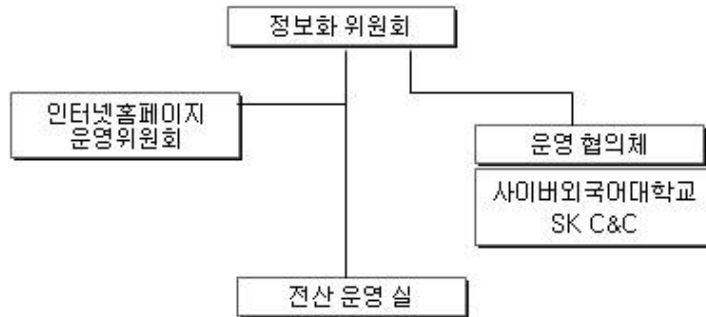 정보화 위원회
인터넷홈페이지
운영위원회
운영 협의체
사이버외국어대학교
SK C&C
전산 운영 실